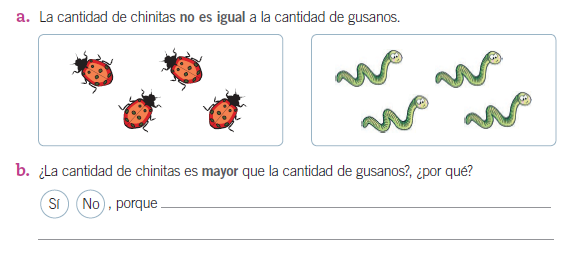 a. La cantidad de chinitas no es igual a la cantidad de gusanos.
b. ¿La cantidad de chinitas es mayor que la cantidad de gusanos?, ¿por qué?
Sí No , porque